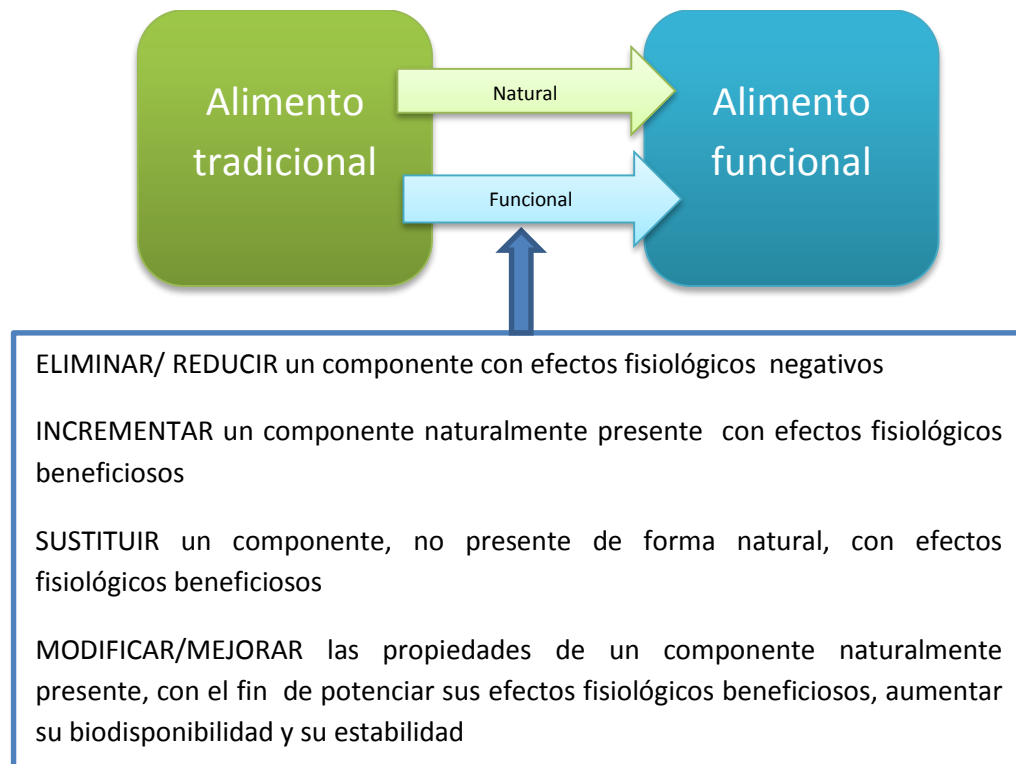 Alimento
tradicional
Natural
Funcional
Alimento
funcional
ELIMINAR/ REDUCIR un componente con efectos fisiológicos negativos
INCREMENTAR un componente naturalmente presente con efectos fisiológicos
beneficiosos
SUSTITUIR un componente, no presente de forma natural, con efectos
fisiológicos beneficiosos
MODIFICAR/MEJORAR las propiedades de un componente naturalmente
presente, con el fin de potenciar sus efectos fisiológicos beneficiosos, aumentar
su biodisponibilidad y su estabilidad